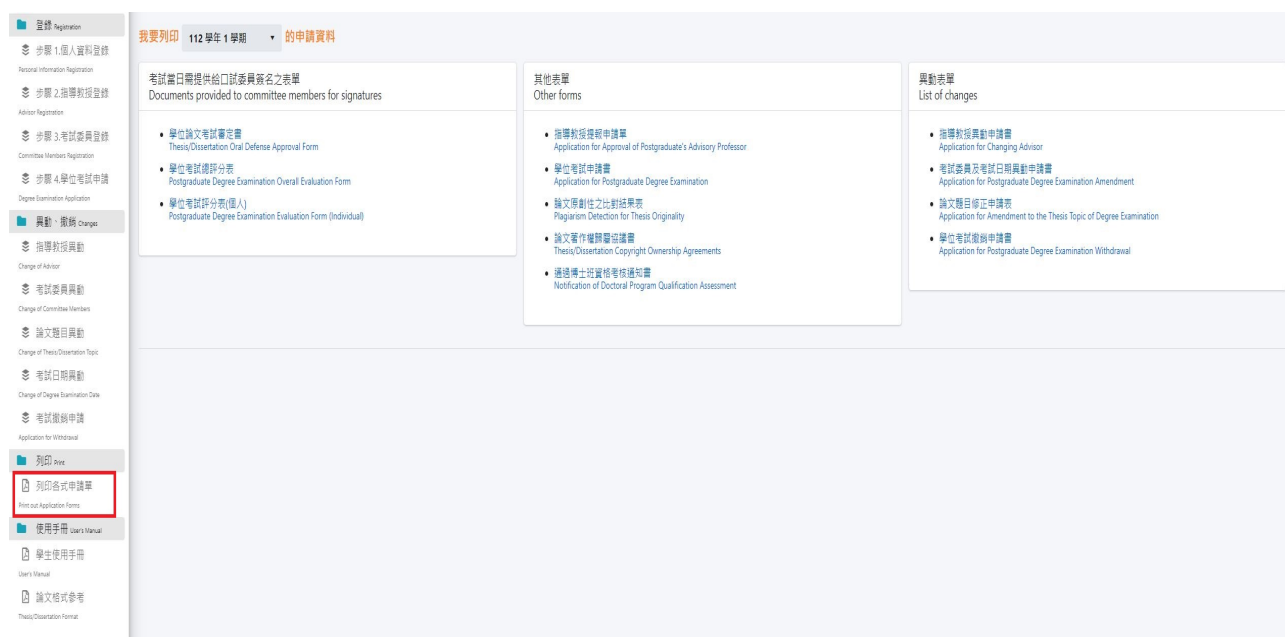 登錄 Registration
步驟 1.個人資料登錄
Personal Information Registration
步驟 2.指導教授登錄
Advisor Registration
步驟 3.考試委員登錄
Committee Members Registration
步驟 4.學位考試申請
Degree Examination Application
異動、撤銷 Changes
指導教授異動
Change of Advisor
考試委員異動
Change of Committee Members
論文題目異動
Change of Thesis/Dissertation Topic
考試日期異動
Change of Degree Examination Date
考試撤銷申請
Application for Withdrawal
列印 Print
列印各式申請單
Print out Application Forms
使用手冊 User's Manual
學生使用手冊
User's Manual
論文格式參考
Thesis/Dissertation Format
我要列印 112 學年 1 學期 的申請資料
考試當日需提供給口試委員簽名之表單
Documents provided to committee members for signatures
學位論文考試審定書
Thesis/Dissertation Oral Defense Approval Form
學位考試總評分表
Postgraduate Degree Examination Overall Evaluation Form
學位考試評分表(個人)
Postgraduate Degree Examination Evaluation Form (Individual)
其他表單
Other forms
指導教授提報申請單
Application for Approval of Postgraduate's Advisory Professor
學位考試申請書
Application for Postgraduate Degree Examination
論文原創性之比對結果表
Plagiarism Detection for Thesis Originality
論文著作權歸屬協議書
Thesis/Dissertation Copyright Ownership Agreements
通過博士班資格考核通知書
Notification of Doctoral Program Qualification Assessment
異動表單
List of changes
指導教授異動申請書
Application for Changing Advisor
考試委員及考試日期異動申請書
Application for Postgraduate Degree Examination Amendment
論文題目修正申請表
Application for Amendment to the Thesis Topic of Degree Examination
學位考試撤銷申請書
Application for Postgraduate Degree Examination Withdrawal